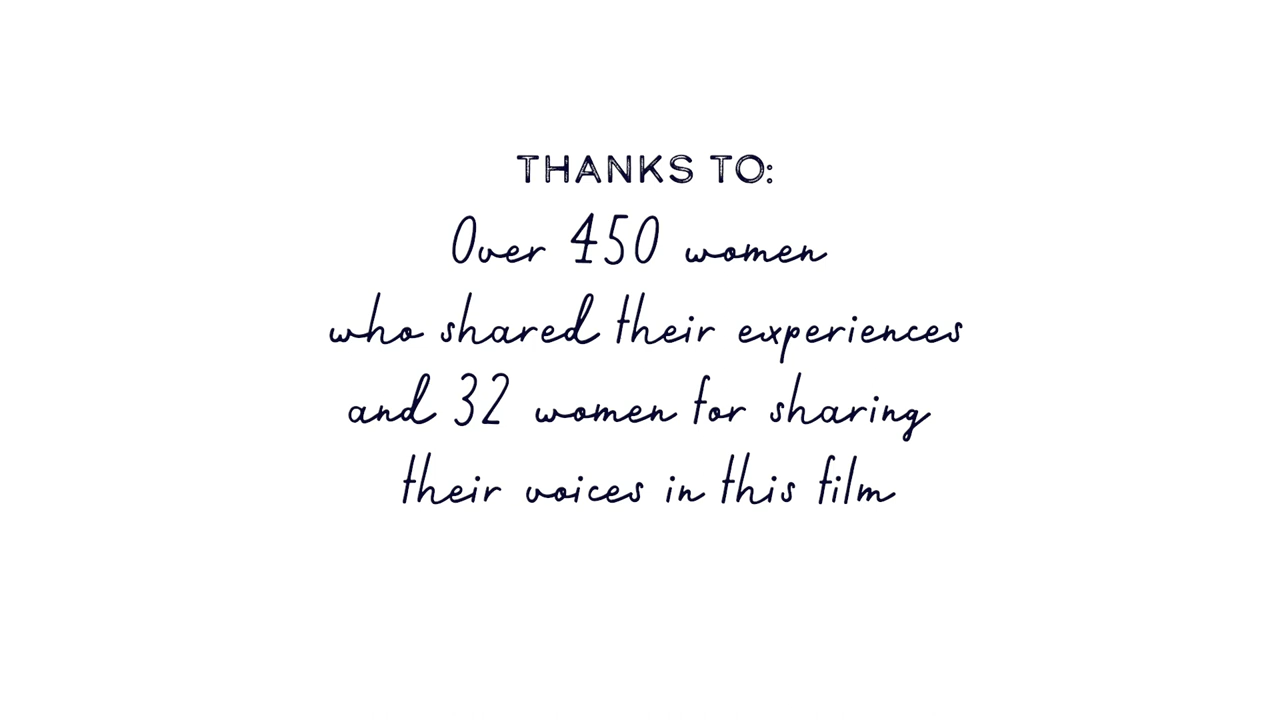 THANKS TO:
Over 450 women
who shared their experiences
and 32 women for sharing
their voices in this film